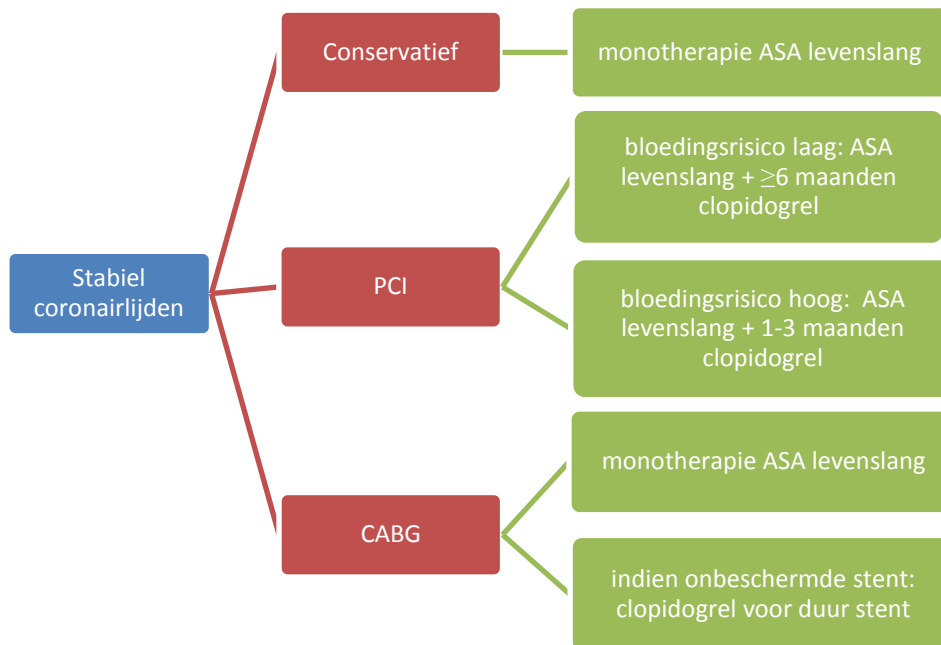 Stabiel
coronairlijden
Conservatief
monotherapie ASA levenslang
PCI
bloedingsrisico laag: ASA
levenslang + ≥6 maanden
clopidogrel
bloedingsrisico hoog:  ASA
levenslang + 1-3 maanden
clopidogrel
CABG
monotherapie ASA levenslang
indien onbeschermde stent:
clopidogrel voor duur stent